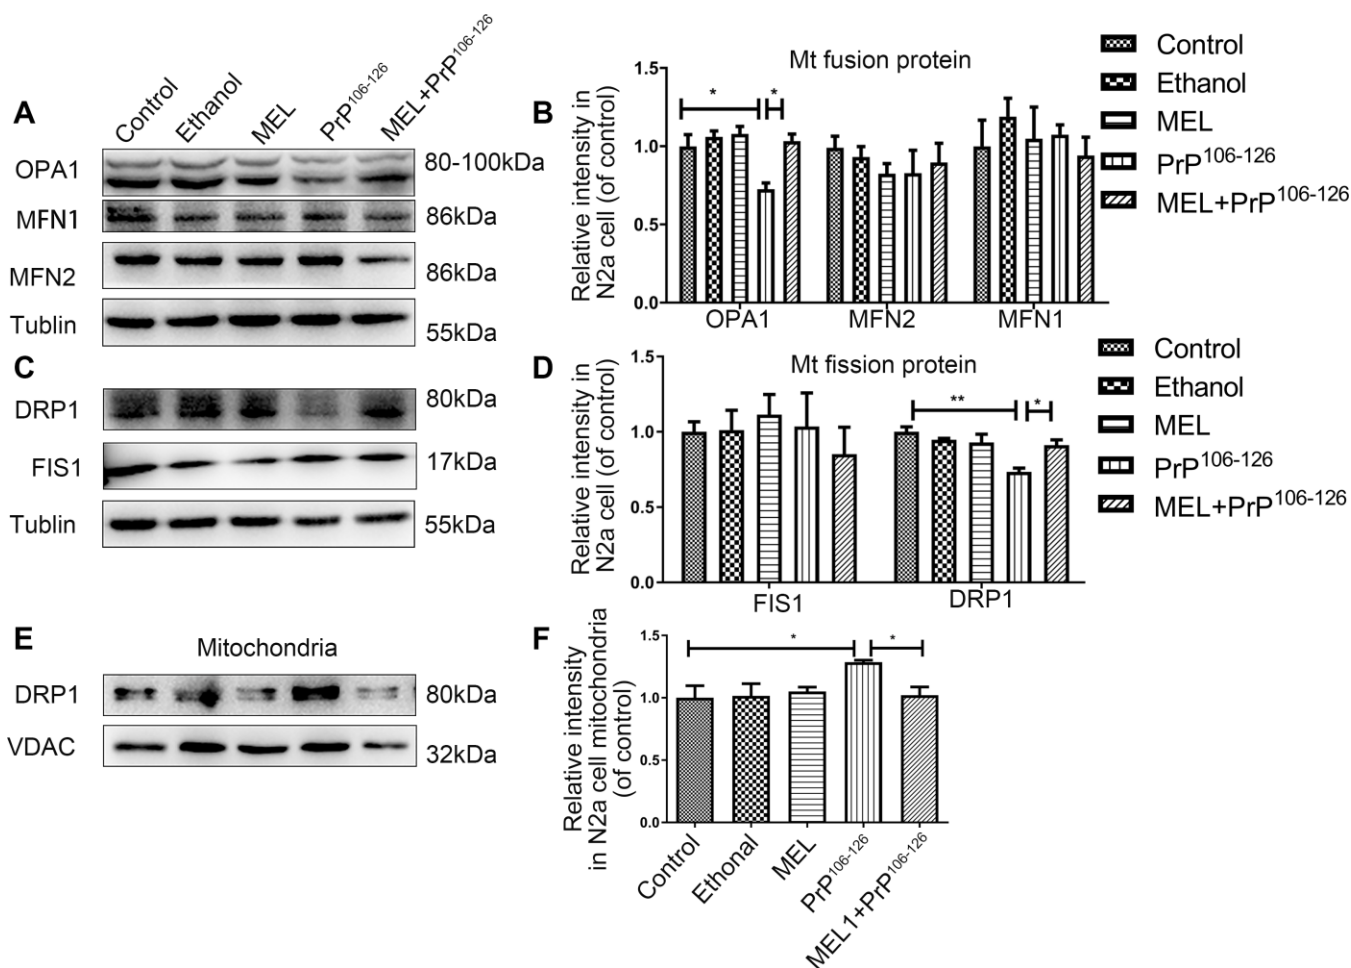 A
Control
Ethanol
MEL
PrP106-126
MEL+PrP106-126
OPA1
80-100kDa
MFN1
86kDa
MFN2
86kDa
Tublin
55kDa
B
Mt fusion protein
Relative intensity in
N2a cell (of control)
1.5
1.0
0.5
0.0
*
*
OPA1
MFN2
MFN1
Control
Ethanol
MEL
PrP106-126
MEL+PrP106-126
C
DRP1
80kDa
FIS1
17kDa
Tublin
55kDa
D
Mt fission protein
Relative intensity in
N2a cell (of control)
1.5
1.0
0.5
0.0
**
*
FIS1
DRP1
Control
Ethanol
MEL
PrP106-126
MEL+PrP106-126
E
Mitochondria
DRP1
80kDa
VDAC
32kDa
F
Relative intensity
in N2a cell mitochondria
(of control)
1.5
1.0
0.5
0.0
*
*
Control
Ethonal
MEL
PrP106-126
MEL1+PrP106-126